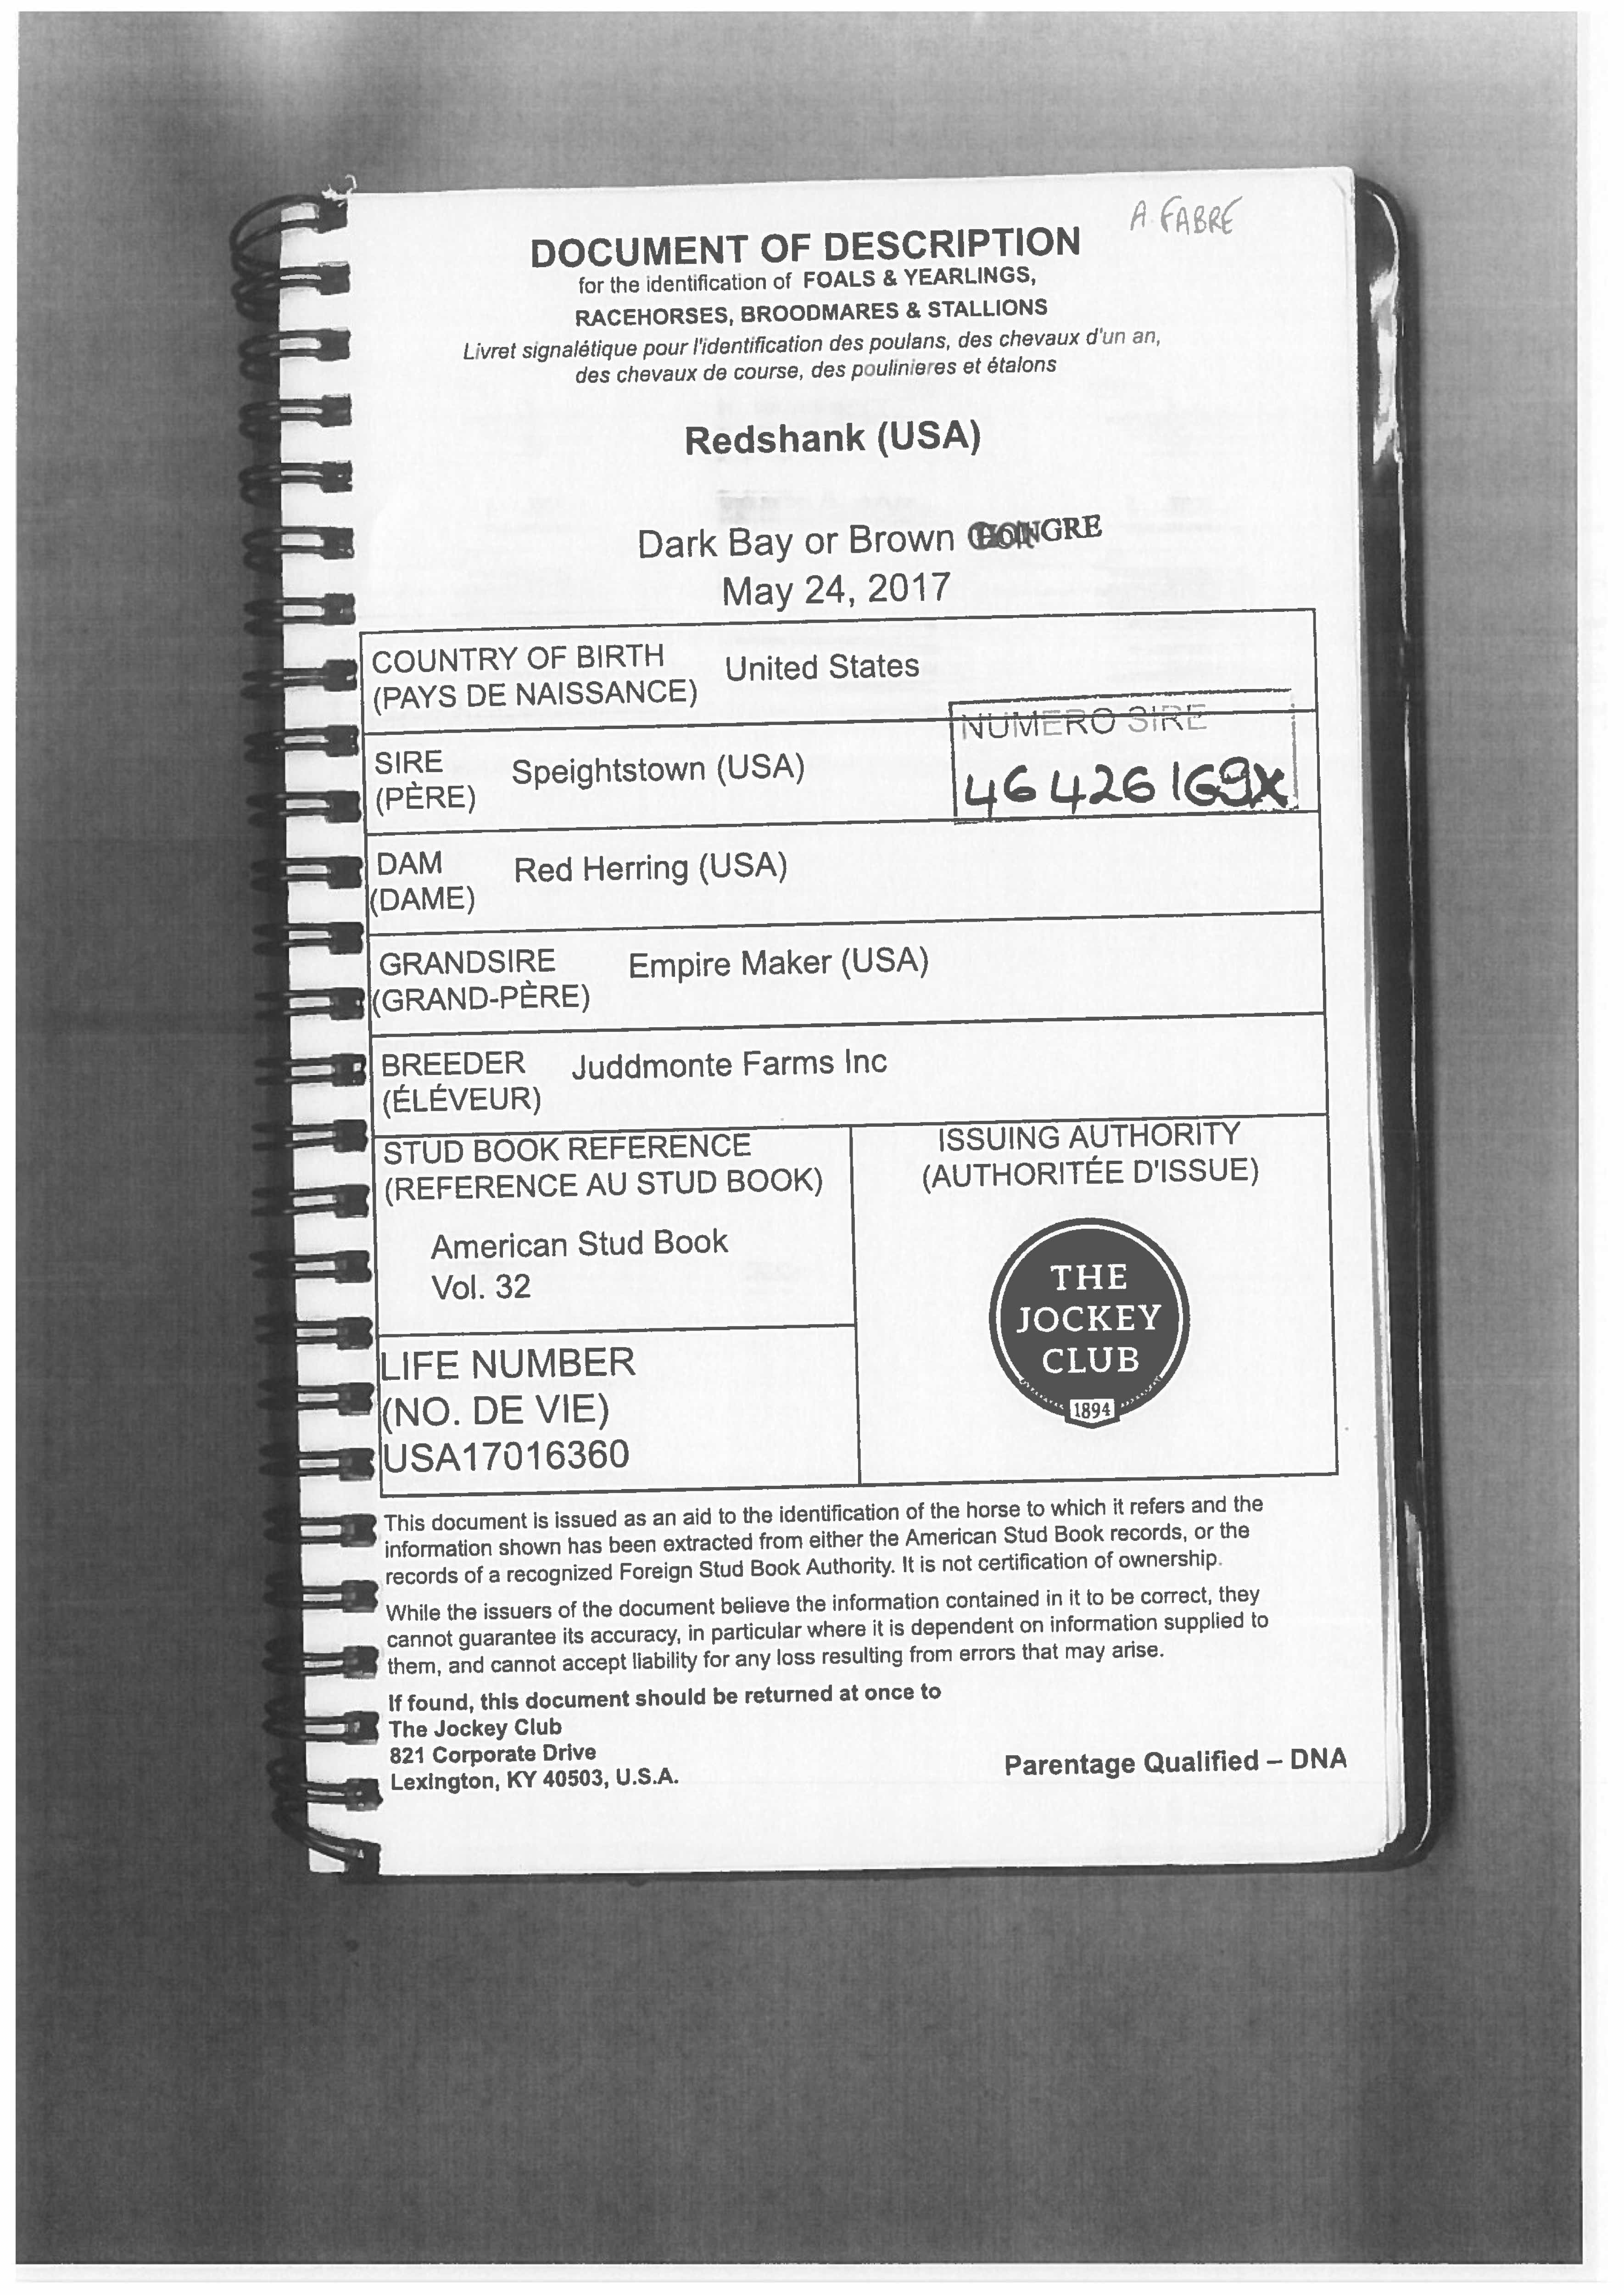 A. FABRE
DOCUMENT OF DESCRIPTION
for the identification of FOALS & YEARLINGS,
RACEHORSES, BROODMARES & STALLIONS
Livret signalétique pour l'identification des poulans, des chevaux d'un an,
des chevaux de course, des poulinieres et étalons
Redshank (USA)
Dark Bay or Brown HONGRE
May 24, 2017
COUNTRY OF BIRTH United States
(PAYS DE NAISSANCE)
NUMERO SIRE
SIRE Speightstown (USA) 46 426 169X
(PÈRE)
DAM Red Herring (USA)
(DAME)
GRANDSIRE Empire Maker (USA)
(GRAND-PÈRE)
BREEDER Juddmonte Farms Inc
(ÉLÉVEUR)
STUD BOOK REFERENCE
(REFERENCE AU STUD BOOK)
American Stud Book
Vol. 32
ISSUING AUTHORITY
(AUTHORITÉE D'ISSUE)
THE
JOCKEY
CLUB
1894
LIFE NUMBER
(NO. DE VIE)
USA17016360
This document is issued as an aid to the identification of the horse to which it refers and the
information shown has been extracted from either the American Stud Book records, or the
records of a recognized Foreign Stud Book Authority. It is not certification of ownership.
While the issuers of the document believe the information contained in it to be correct, they
cannot guarantee its accuracy, in particular where it is dependent on information supplied to
them, and cannot accept liability for any loss resulting from errors that may arise.
If found, this document should be returned at once to
The Jockey Club
821 Corporate Drive
Lexington, KY 40503, U.S.A.
Parentage Qualified – DNA